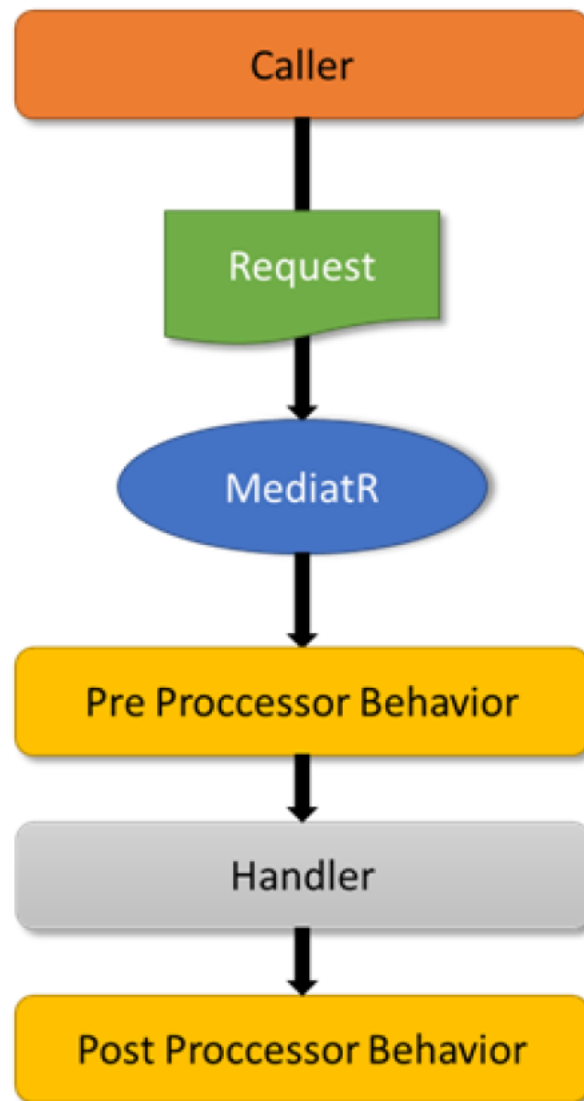 Caller
Request
MediatR
Pre Proccessor Behavior
Handler
Post Proccessor Behavior